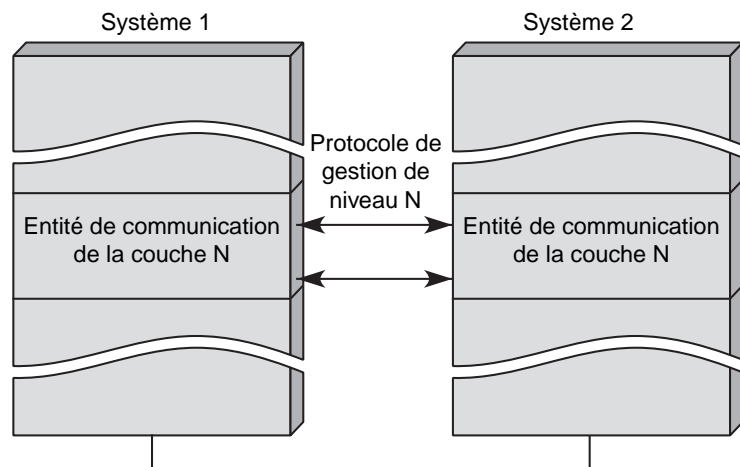 Système 1
Système 2
Protocole de
gestion de
niveau N
Entité de communication
de la couche N
Entité de communication
de la couche N